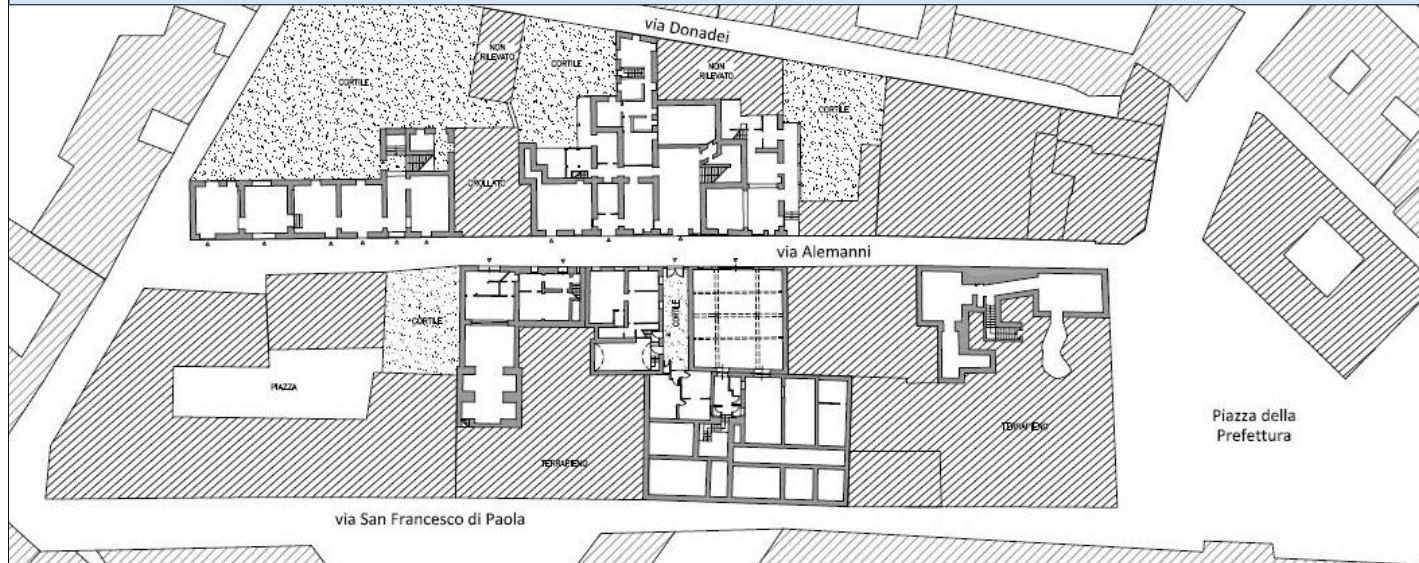 via Donadei
NON
RILEVATO
CORTILE
CORTILE
NON
RILEVATO
CORTILE
CROLLATO
via Alemanni
CORTILE
CORTILE
PIAZZA
TERRAPIENO
TERRAPIENO
Piazza della
Prefettura
via San Francesco di Paola